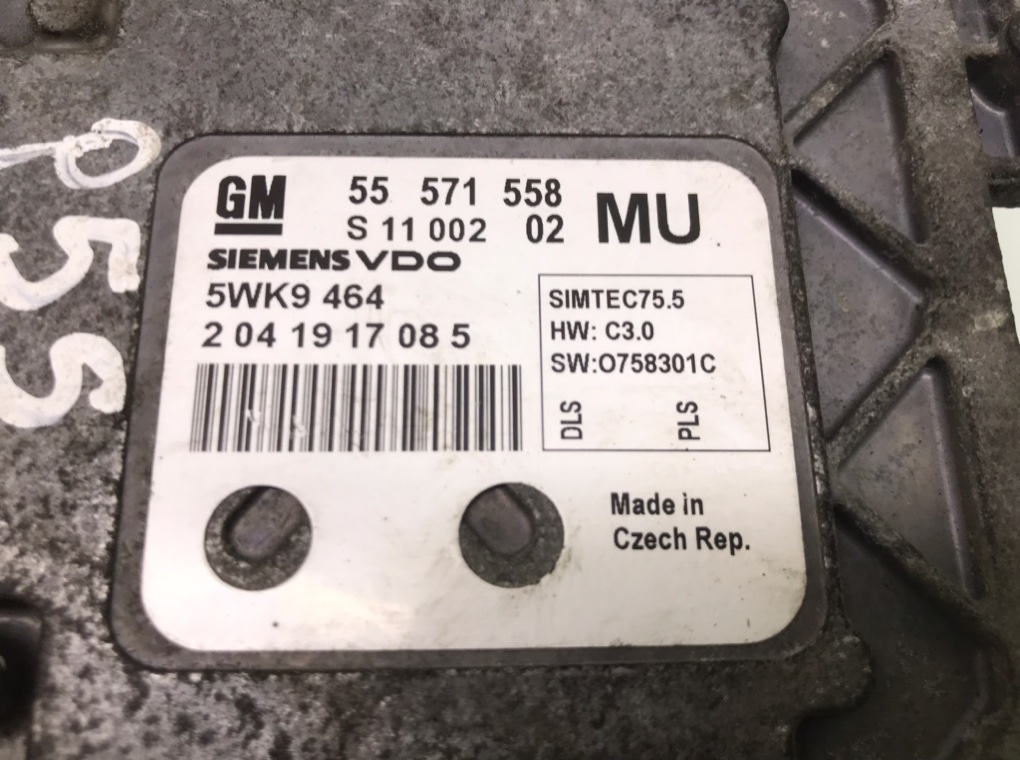 GM 55 571 558 MU
S 11 002 02
SIEMENS VDO
5WK9 464
2 04 19 17 08 5
SIMTEC75.5
HW: C3.0
SW:O758301C
DLS PLS
Made in
Czech Rep.
P55S